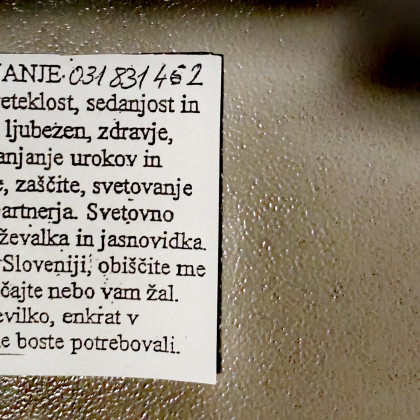 VANJE 031 831 462
eteklost, sedanjost in
ljubezen, zdravje,
anjanje urokov in
e, zaščite, svetovanje
artnerja. Svetovno
ževalka in jasnovidka.
Sloveniji, obiščite me
čajte nebo vam žal.
evilko, enkrat v
e boste potrebovali.